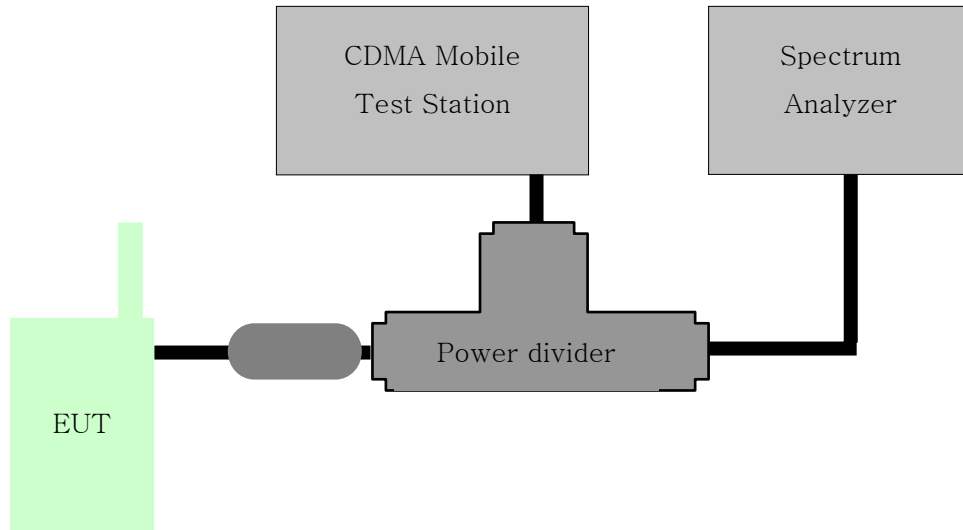 CDMA Mobile
Test Station
Spectrum
Analyzer
Power divider
EUT